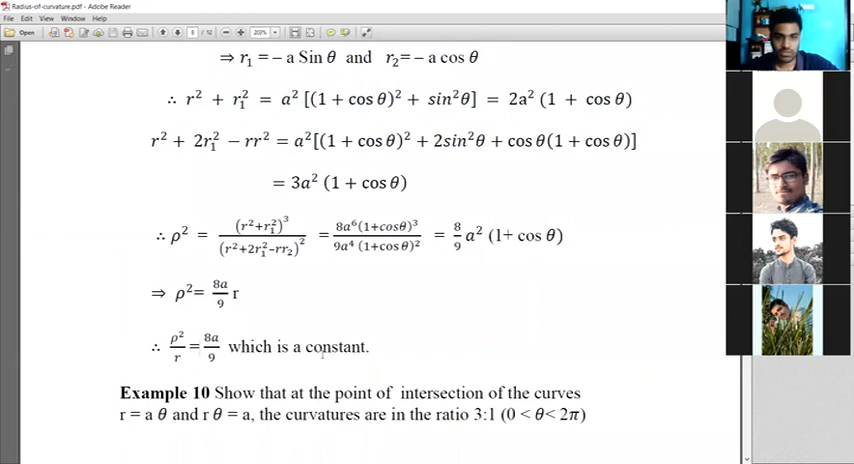 Radius-of-curvature.pdf - Adobe Reader
File Edit View Window Help
Open 8 / 12 203%
⇒ r₁ = − a Sin θ and r₂= − a cos θ
∴ r² + r₁² = a² [(1 + cos θ)² + sin²θ] = 2a² (1 + cos θ)
r² + 2r₁² − rr² = a²[(1 + cos θ)² + 2sin²θ + cos θ(1 + cos θ)]
= 3a² (1 + cos θ)
∴ ρ² = (r²+r₁²)³ / (r²+2r₁²−rr₂)² = 8a⁶(1+cosθ)³ / 9a⁴ (1+cos θ)² = 8/9 a² (1+ cos θ)
⇒ ρ²= 8a/9 r
∴ ρ²/r = 8a/9 which is a constant.
Example 10 Show that at the point of intersection of the curves
r = a θ and r θ = a, the curvatures are in the ratio 3:1 (0 < θ< 2π)